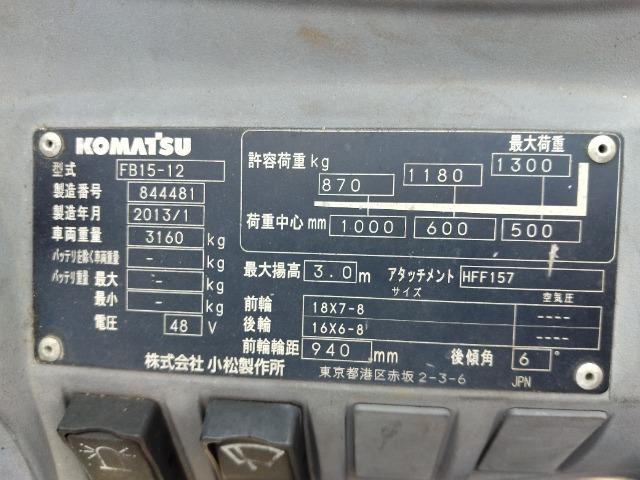 KOMATSU
型式 FB15-12
製造番号 844481
製造年月 2013/1
車両重量 3160 kg
バッテリを除く車両重量 - kg
バッテリ重量 最大 - kg
最小 - kg
電圧 48 V
株式会社 小松製作所
最大荷重
許容荷重 kg 870 1180 1300
荷重中心 mm 1000 600 500
最大揚高 3.0 m アタッチメント HFF157
サイズ 空気圧
前輪 18X7-8 ----
後輪 16X6-8 ----
前輪輪距 940 mm 後傾角 6 °
東京都港区赤坂 2-3-6 JPN